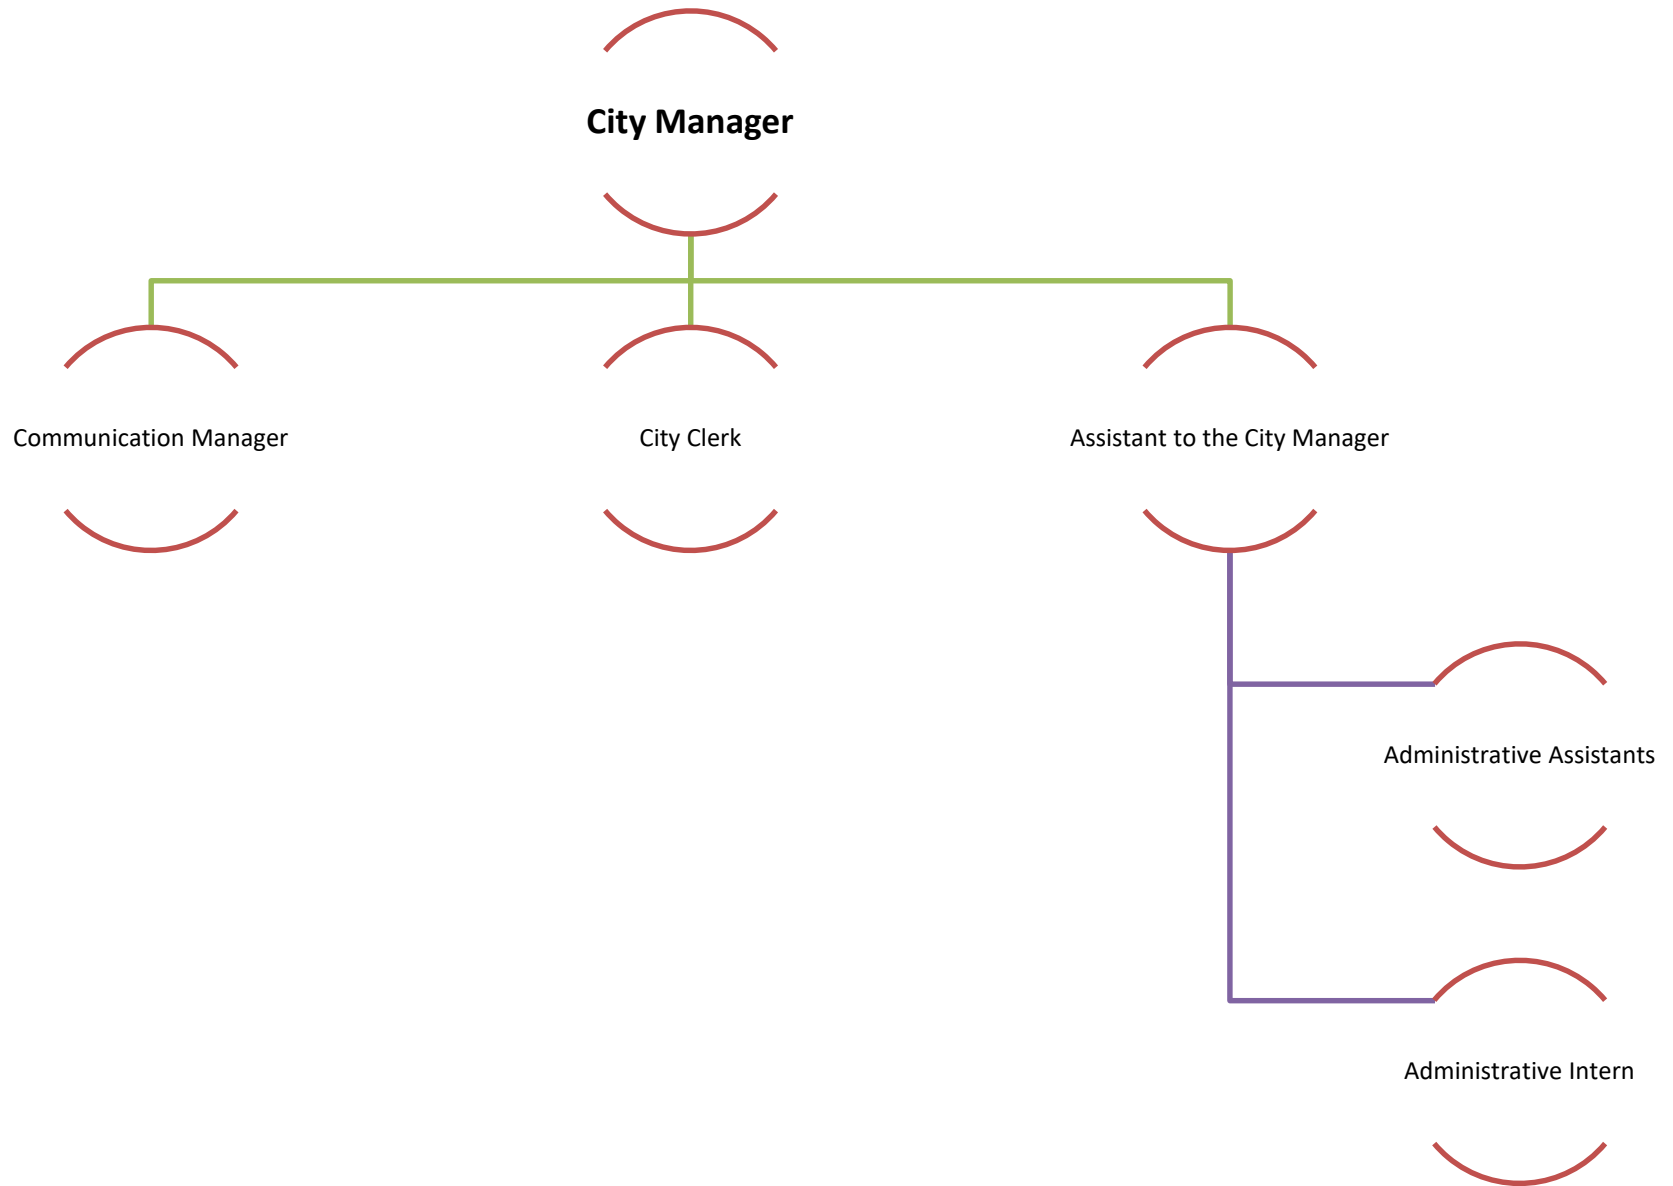 City Manager
Communication Manager
City Clerk
Assistant to the City Manager
Administrative Assistants
Administrative Intern